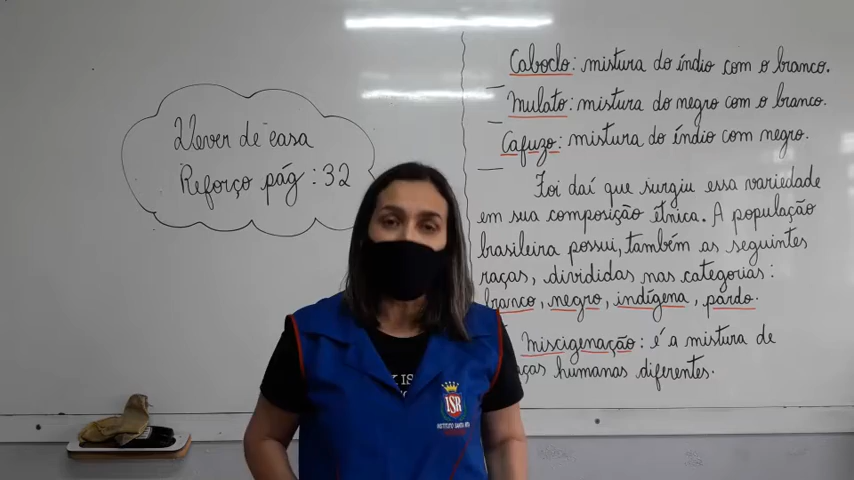 Dever de casa
Reforço pág: 32
Caboclo: mistura do índio com o branco.
Mulato: mistura do negro com o branco.
Cafuzo: mistura do índio com negro.
Foi daí que surgiu essa variedade
em sua composição étnica. A população
brasileira possui, também, as seguintes
raças, divididas nas categorias:
branco, negro, indígena, pardo.
Miscigenação: é a mistura de
humanas diferentes.
ISR
INSTITUTO